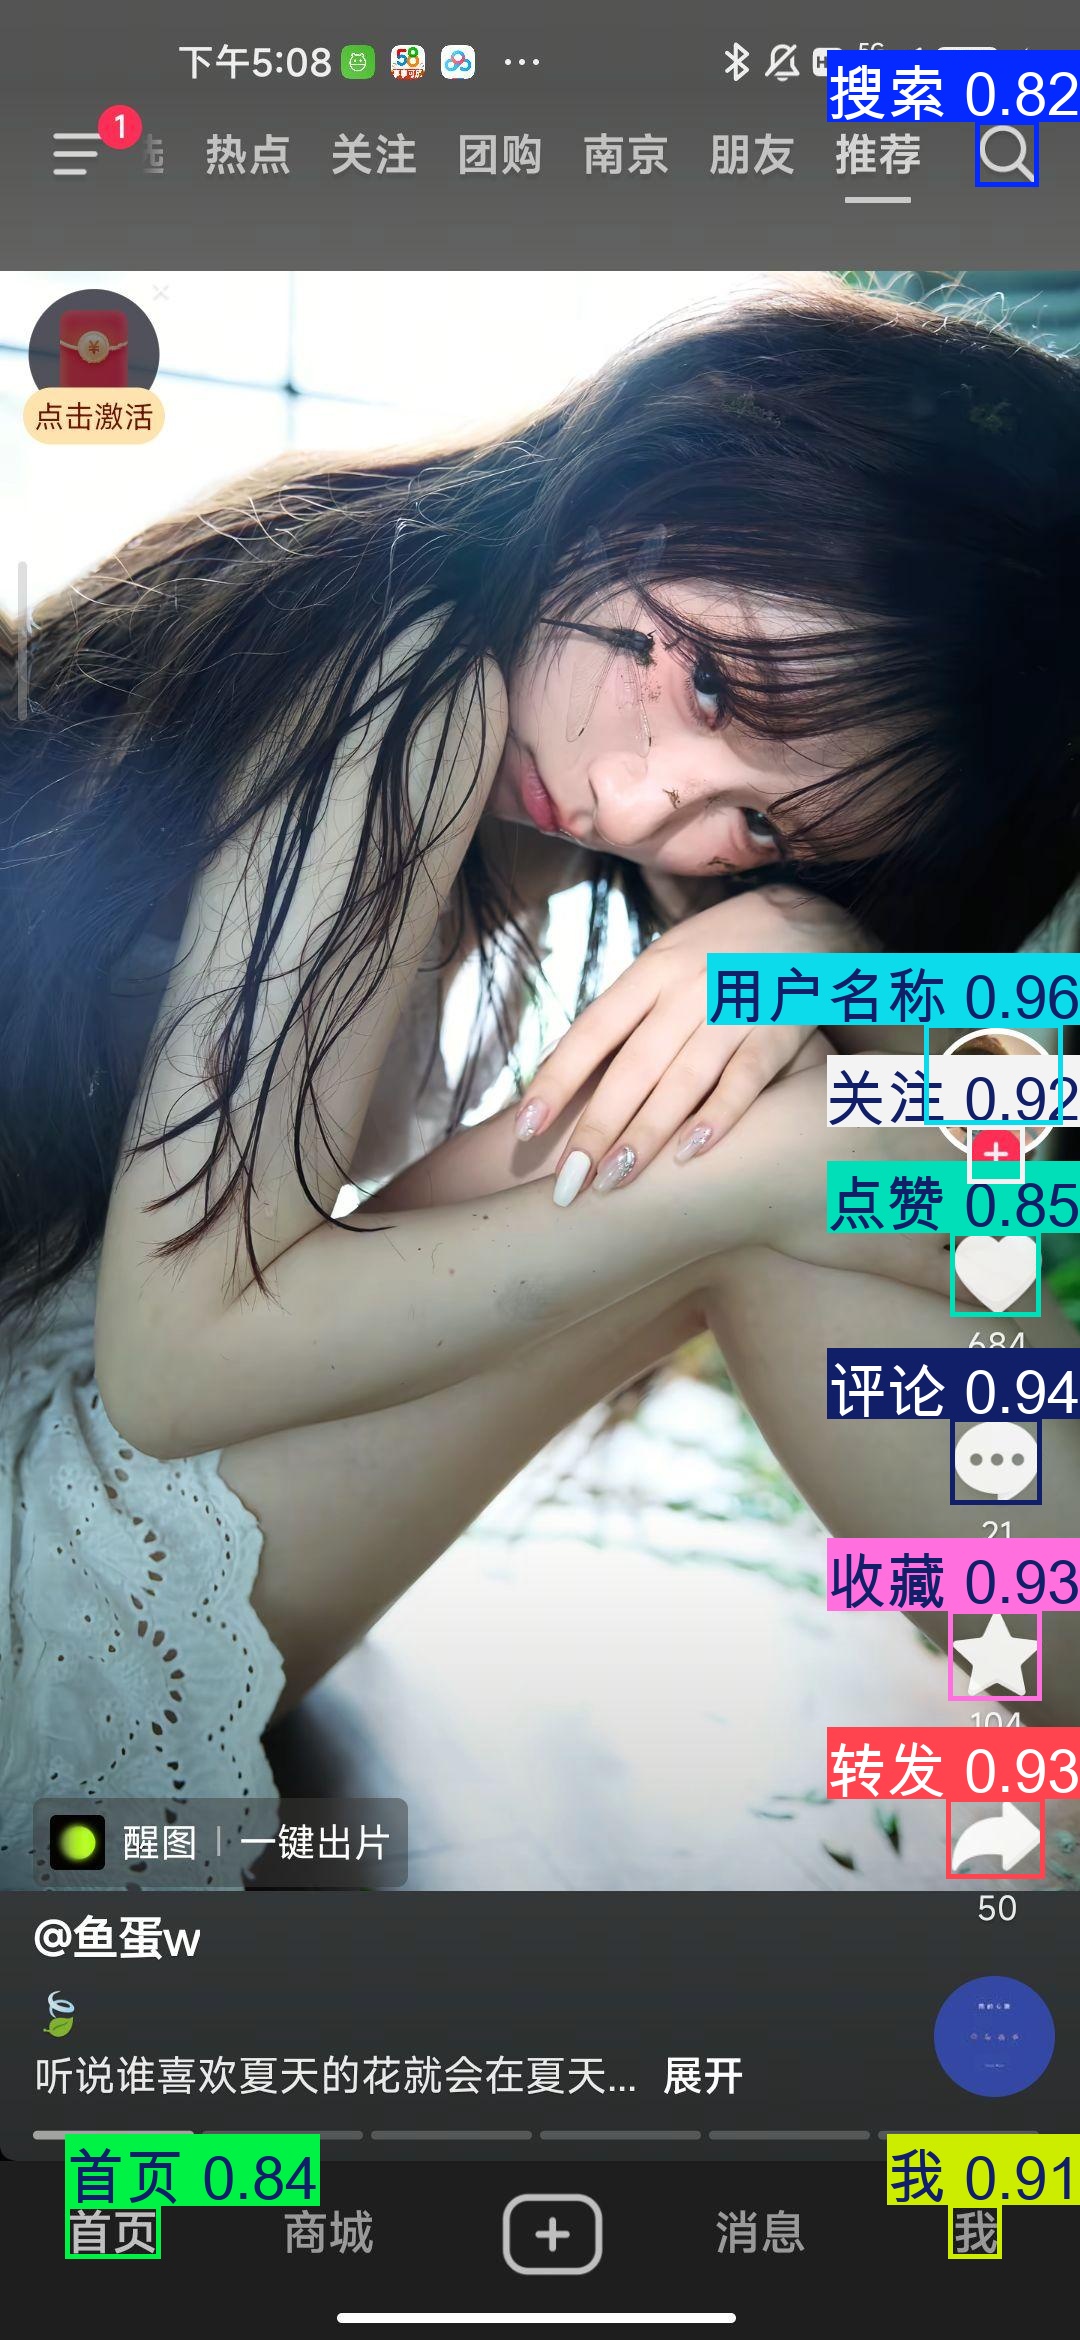 下午5:08
58
搜索 0.82
1
选 热点 关注 团购 南京 朋友 推荐
点击激活
用户名称 0.96
关注 0.92
点赞 0.85
684
评论 0.94
21
收藏 0.93
104
转发 0.93
50
醒图 | 一键出片
@鱼蛋w
听说谁喜欢夏天的花就会在夏天... 展开
首页 0.84
我 0.91
首页 商城 消息 我